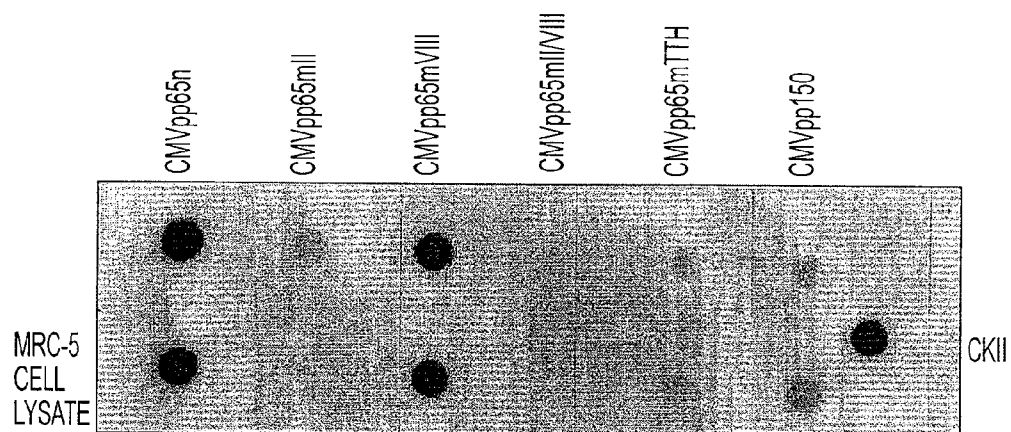 CMVpp65n
CMVpp65mII
CMVpp65mVIII
CMVpp65mII/VIII
CMVpp65mTTH
CMVpp150
MRC-5
CELL
LYSATE
CKII